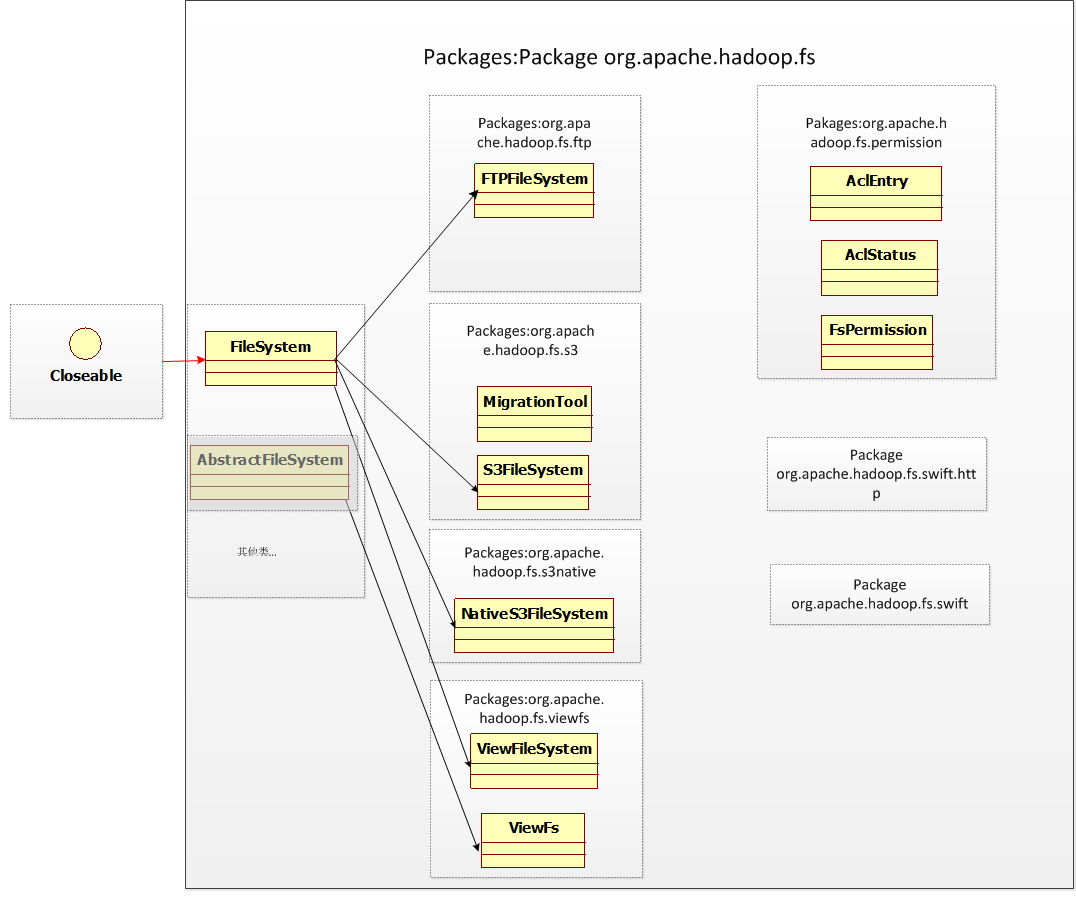 Packages:Package org.apache.hadoop.fs
Closeable
FileSystem
AbstractFileSystem
其他类...
Packages:org.apa
che.hadoop.fs.ftp
FTPFileSystem
Packages:org.apach
e.hadoop.fs.s3
MigrationTool
S3FileSystem
Packages:org.apache.
hadoop.fs.s3native
NativeS3FileSystem
Packages:org.apache.
hadoop.fs.viewfs
ViewFileSystem
ViewFs
Pakages:org.apache.h
adoop.fs.permission
AclEntry
AclStatus
FsPermission
Package
org.apache.hadoop.fs.swift.htt
p
Package
org.apache.hadoop.fs.swift